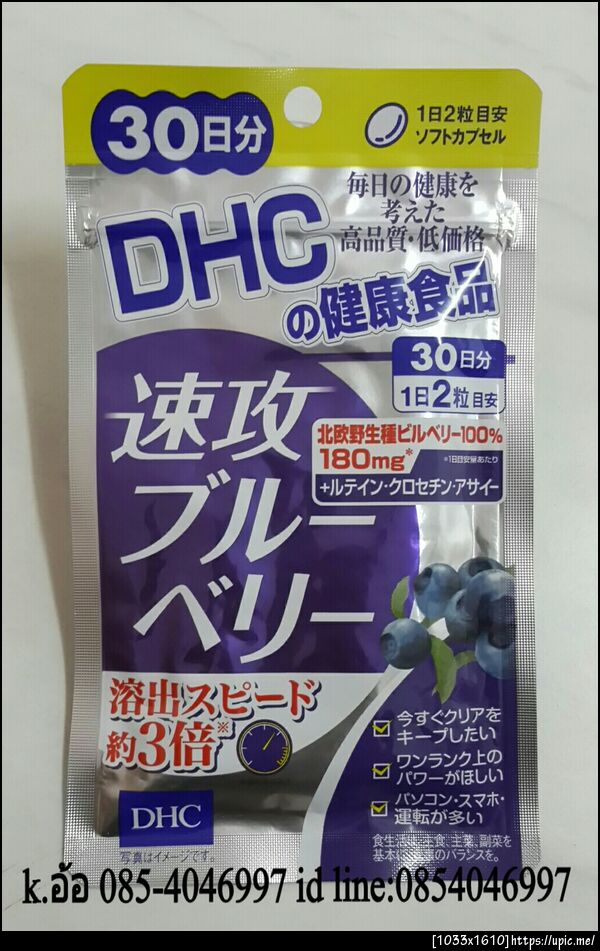 30日分
1日2粒目安
ソフトカプセル
毎日の健康を
考えた
高品質・低価格
DHC
の健康食品
30日分
1日2粒目安
北欧野生種ビルベリー100%
180mg* *1日目安量あたり
+ルテイン・クロセチン・アサイー
速攻
ブルー
ベリー
溶出スピード
約3倍※
今すぐクリアを
キープしたい
ワンランク上の
パワーがほしい
パソコン・スマホ・
運転が多い
DHC
写真はイメージです。
食生活は、主食、主菜、副菜を
基本に、食事のバランスを。
k.อ้อ 085-4046997 id line:0854046997
[1033x1610]https://upic.me/